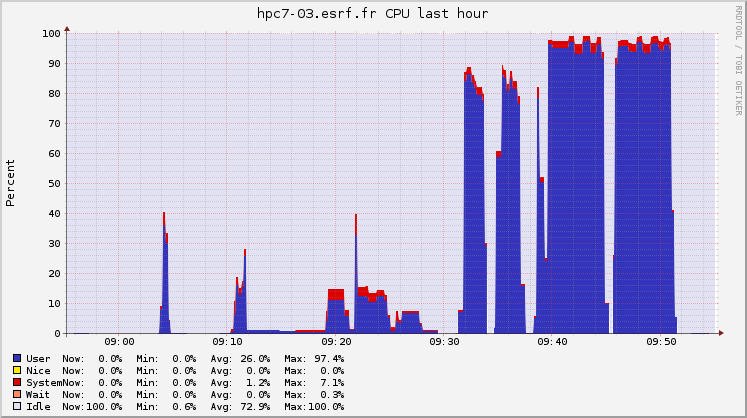 hpc7-03.esrf.fr CPU last hour
RRDTOOL / TOBI OETIKER
Percent
100
90
80
70
60
50
40
30
20
10
0
09:00 09:10 09:20 09:30 09:40 09:50
User Now: 0.0% Min: 0.0% Avg: 26.0% Max: 97.4%
Nice Now: 0.0% Min: 0.0% Avg: 0.0% Max: 0.0%
SystemNow: 0.0% Min: 0.0% Avg: 1.2% Max: 7.1%
Wait Now: 0.0% Min: 0.0% Avg: 0.0% Max: 0.3%
Idle Now:100.0% Min: 0.6% Avg: 72.9% Max:100.0%